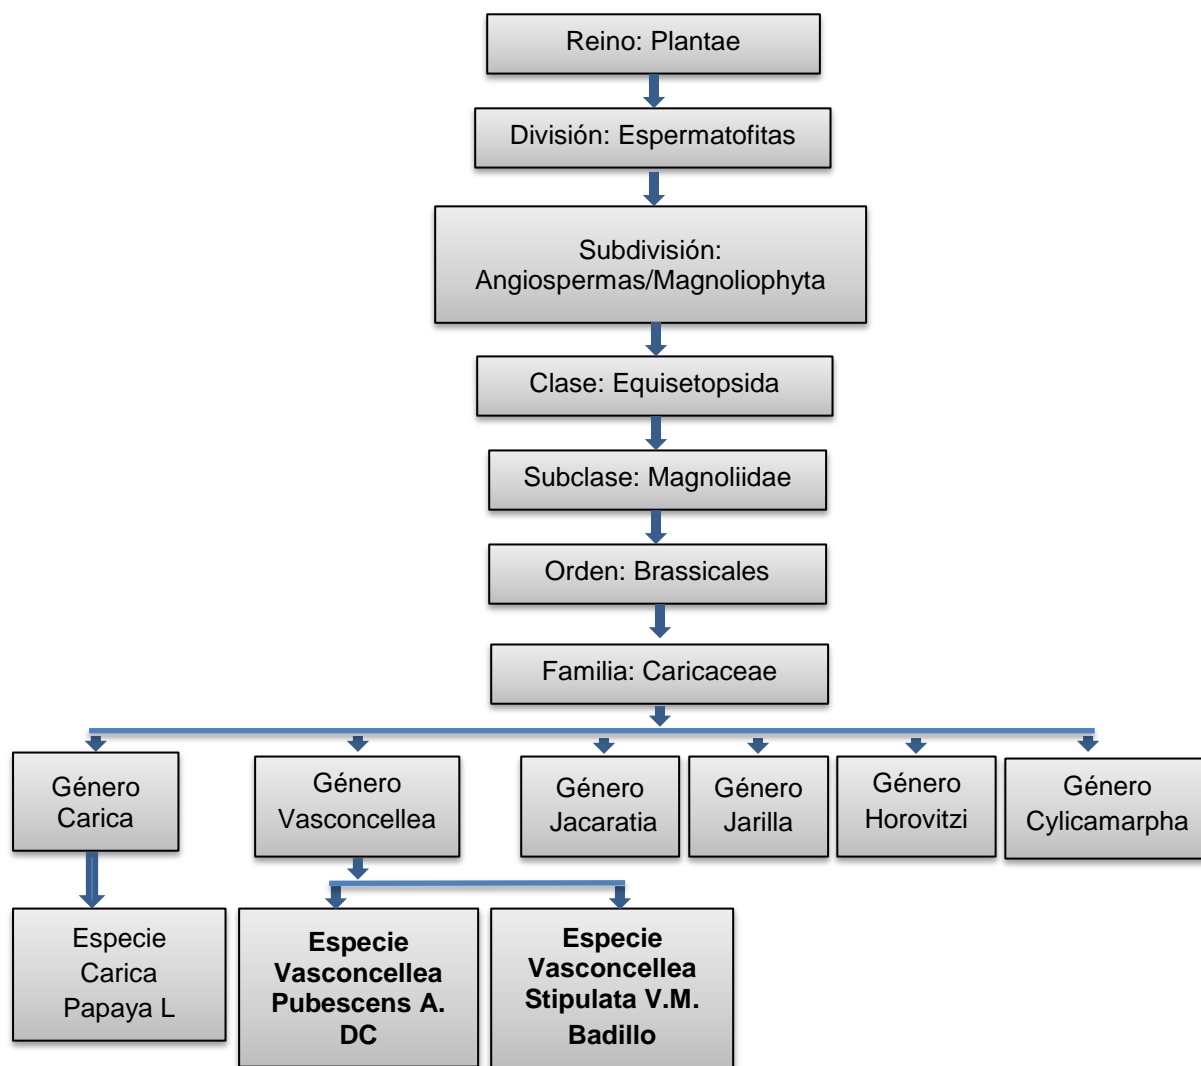 Reino: Plantae
División: Espermatofitas
Subdivisión:
Angiospermas/Magnoliophyta
Clase: Equisetopsida
Subclase: Magnoliidae
Orden: Brassicales
Familia: Caricaceae
Género
Carica
Género
Vasconcellea
Género
Jacaratia
Género
Jarilla
Género
Horovitzi
Género
Cylicamarpha
Especie
Carica
Papaya L
Especie
Vasconcellea
Pubescens A.
DC
Especie
Vasconcellea
Stipulata V.M.
Badillo